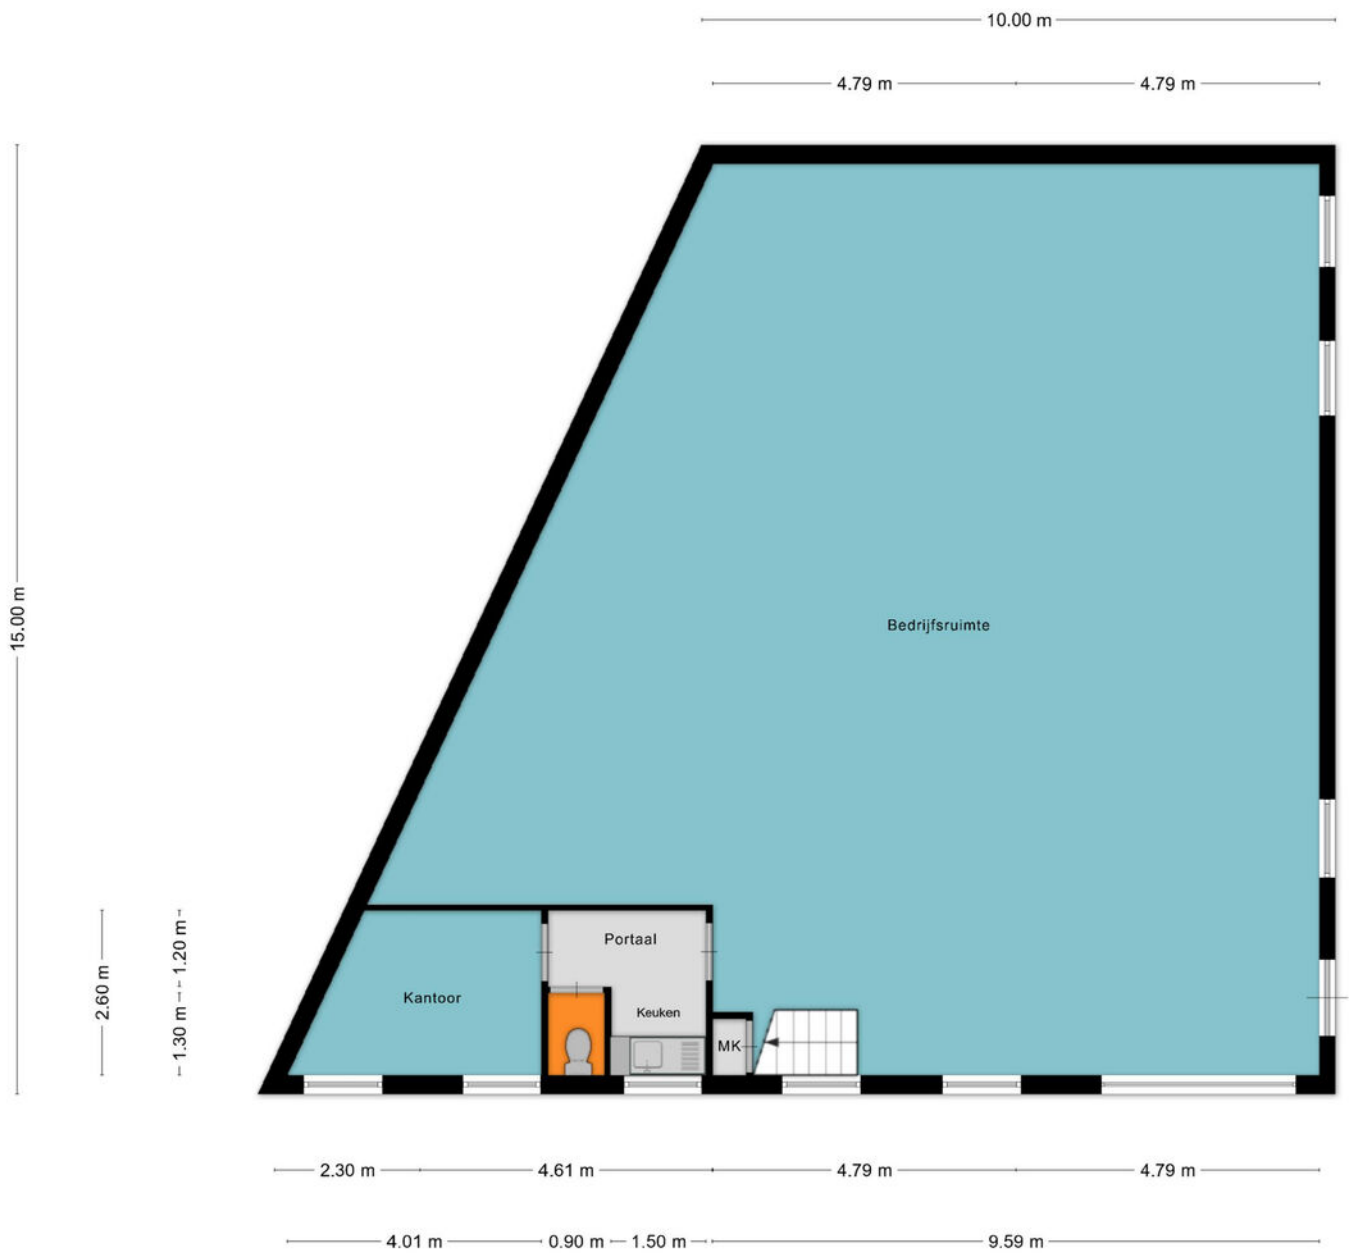 10.00 m
4.79 m
4.79 m
15.00 m
Bedrijfsruimte
2.60 m
1.20 m
1.30 m
Portaal
Kantoor
Keuken
MK
2.30 m
4.61 m
4.79 m
4.79 m
4.01 m
0.90 m
1.50 m
9.59 m